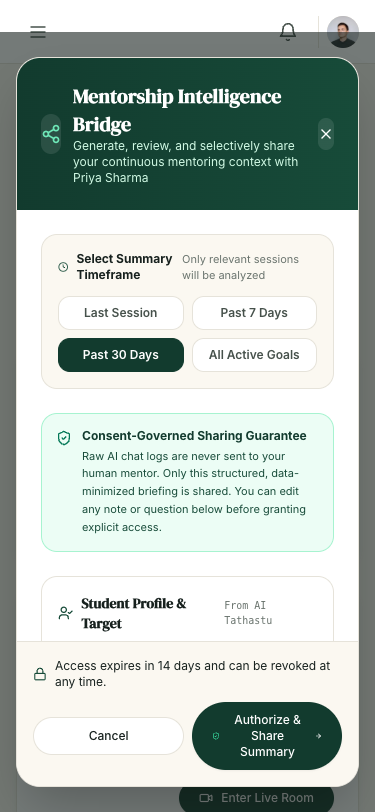 Mentorship Intelligence
Bridge
Generate, review, and selectively share
your continuous mentoring context with
Priya Sharma
Select Summary
Timeframe
Only relevant sessions
will be analyzed
Last Session
Past 7 Days
Past 30 Days
All Active Goals
Consent-Governed Sharing Guarantee
Raw AI chat logs are never sent to your
human mentor. Only this structured, data-
minimized briefing is shared. You can edit
any note or question below before granting
explicit access.
Student Profile &
Target
From AI
Tathastu
Access expires in 14 days and can be revoked at
any time.
Cancel
Authorize &
Share
Summary
Enter Live Room